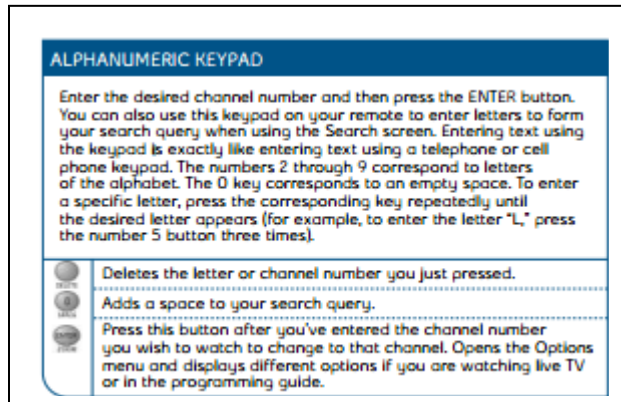 ALPHANUMERIC KEYPAD
Enter the desired channel number and then press the ENTER button.
You can also use this keypad on your remote to enter letters to form
your search query when using the Search screen. Entering text using
the keypad is exactly like entering text using a telephone or cell
phone keypad. The numbers 2 through 9 correspond to letters
of the alphabet. The 0 key corresponds to an empty space. To enter
a specific letter, press the corresponding key repeatedly until
the desired letter appears (for example, to enter the letter “L,” press
the number 5 button three times).
DELETE
Deletes the letter or channel number you just pressed.
0
Adds a space to your search query.
ENTER
ZOOM
Press this button after you’ve entered the channel number
you wish to watch to change to that channel. Opens the Options
menu and displays different options if you are watching live TV
or in the programming guide.